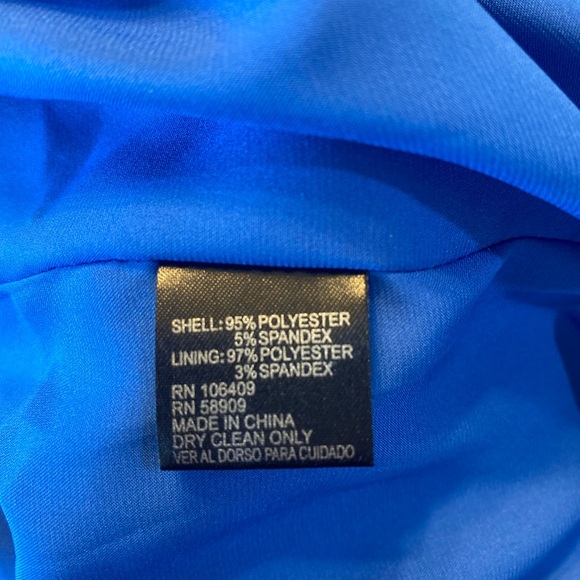 SHELL: 95% POLYESTER
5% SPANDEX
LINING: 97% POLYESTER
3% SPANDEX
RN 106409
RN 58909
MADE IN CHINA
DRY CLEAN ONLY
VER AL DORSO PARA CUIDADO